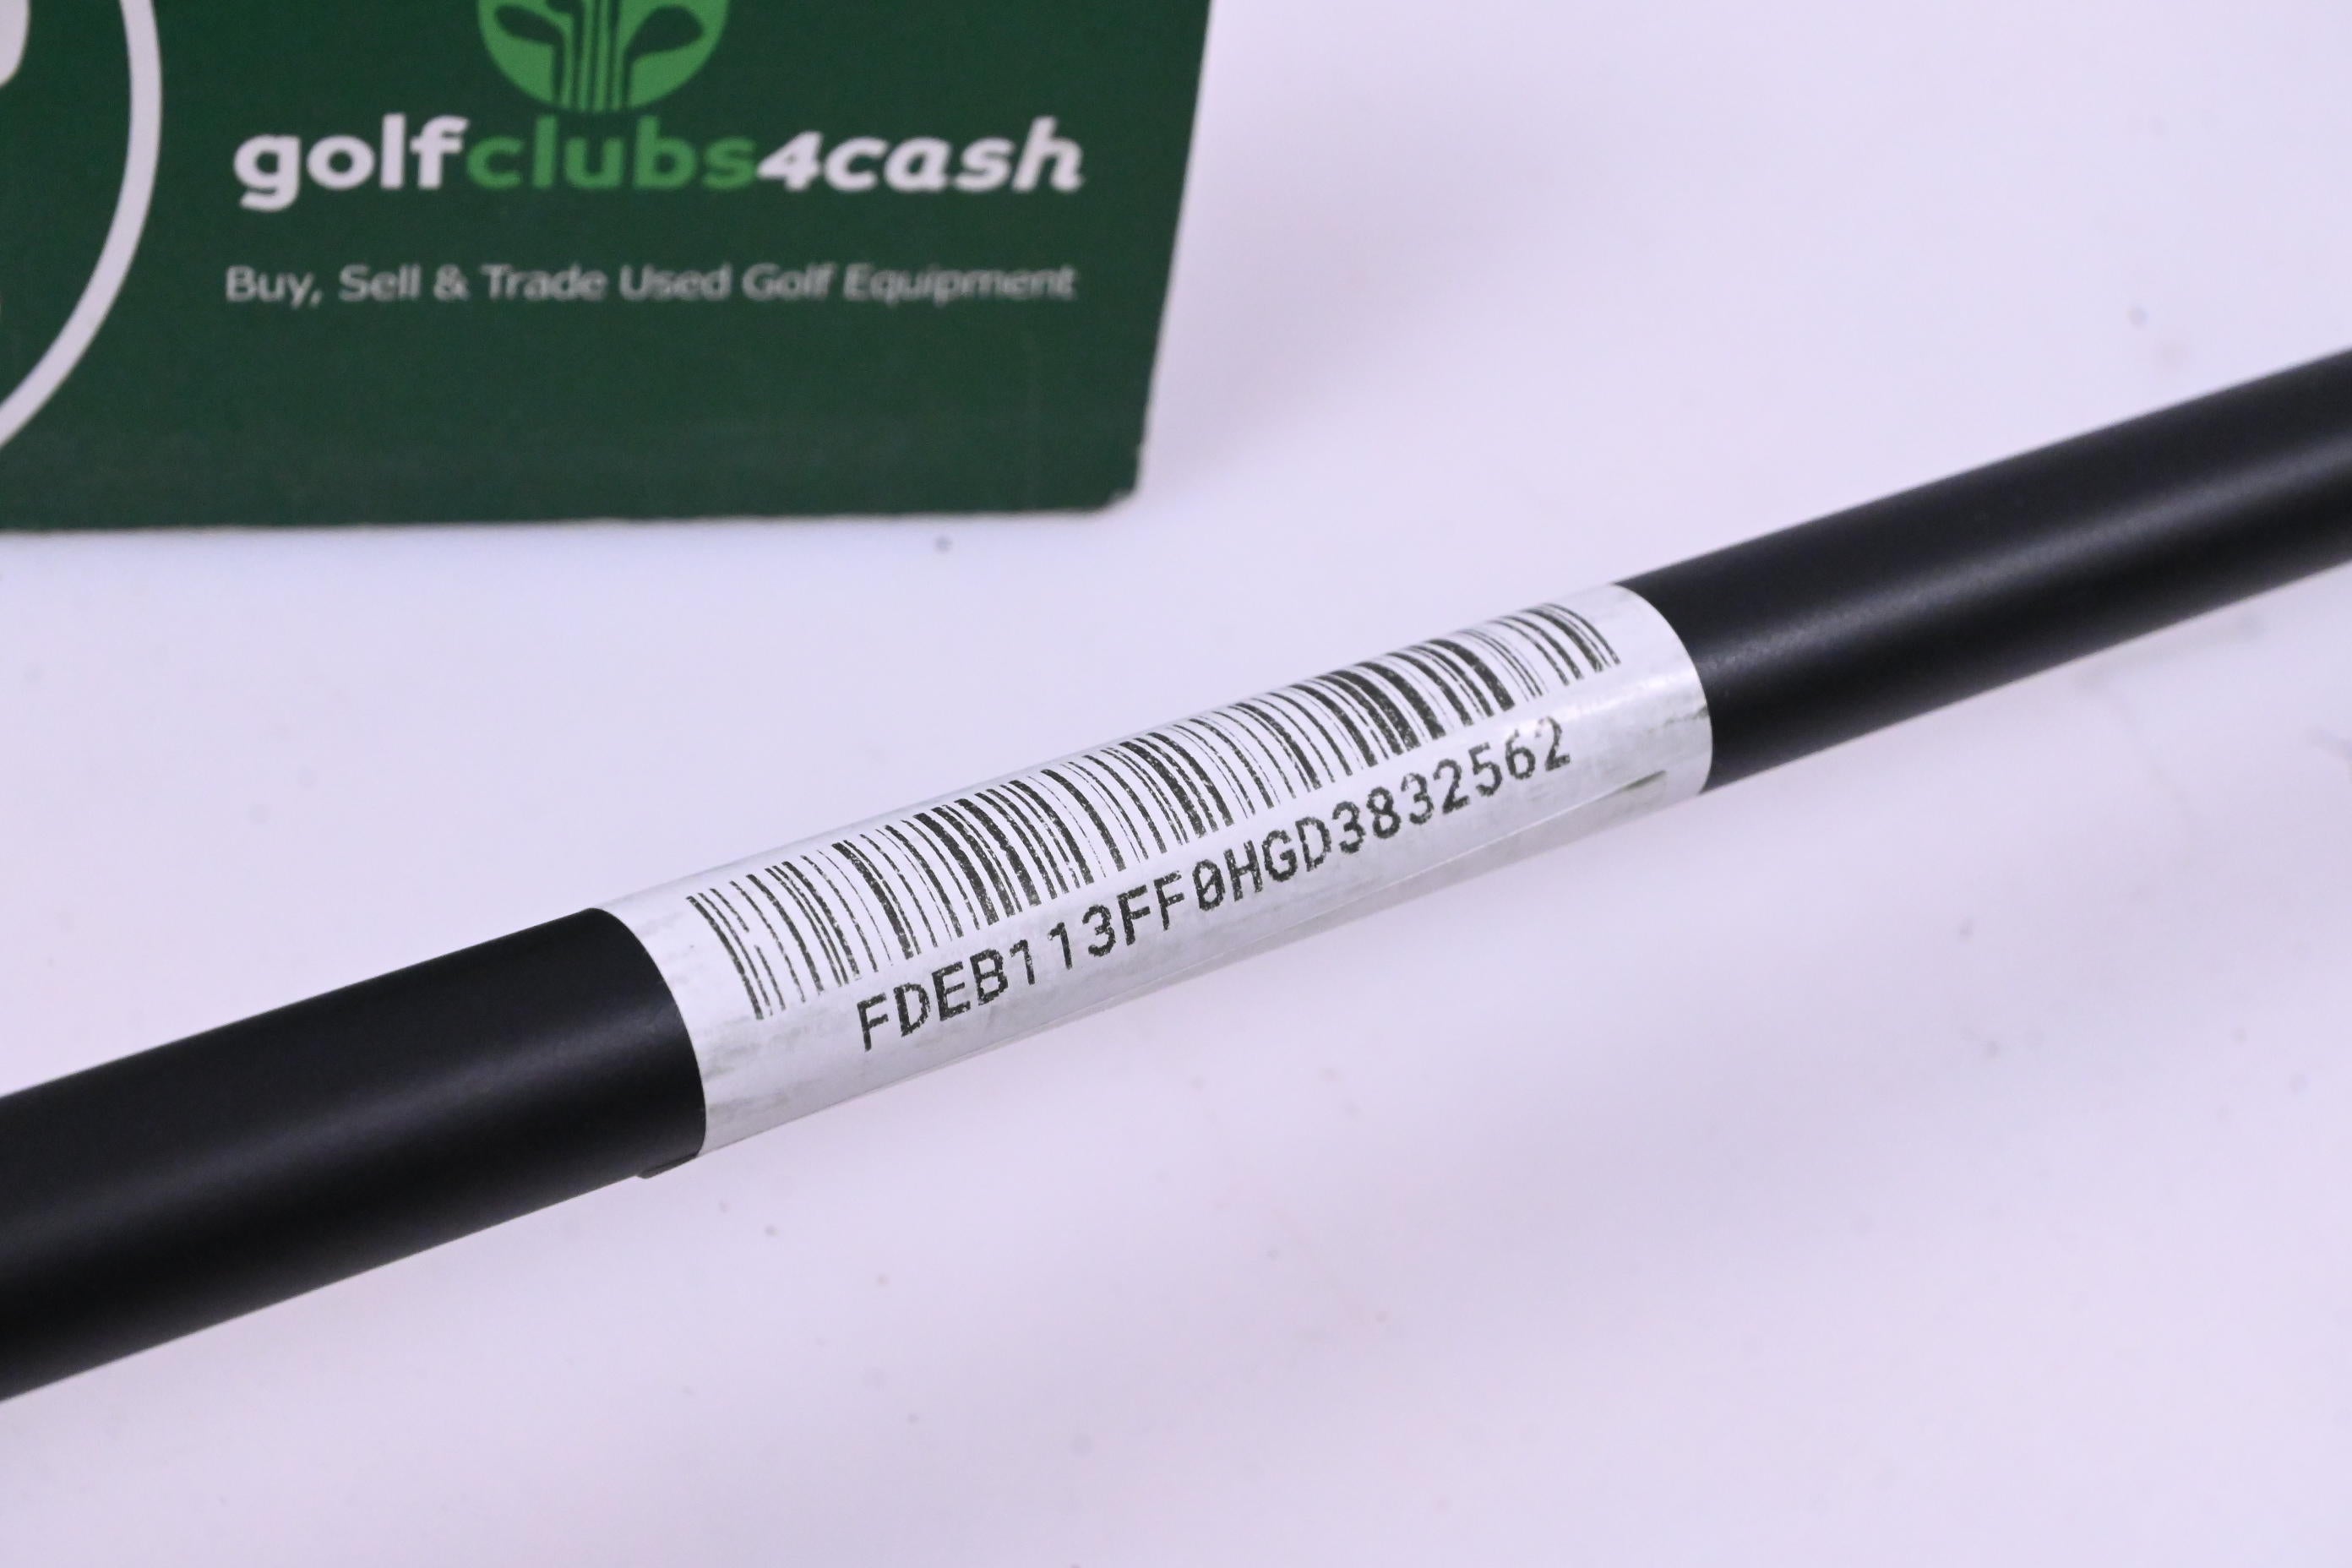 golfclubs4cash
Buy, Sell & Trade Used Golf Equipment
FDEB113FF0HGD3832562